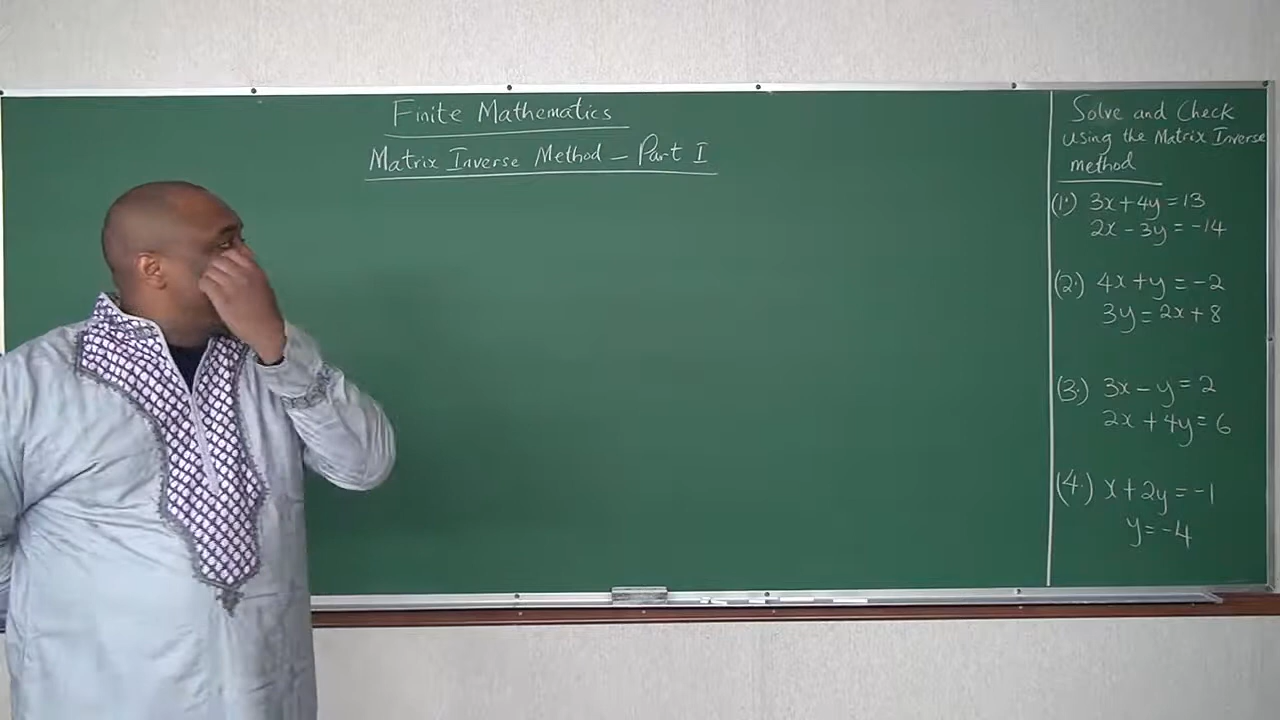 Finite Mathematics
Matrix Inverse Method – Part I
Solve and Check
using the Matrix Inverse
method
(1.) 3x+4y=13
2x-3y=-14
(2.) 4x+y=-2
3y=2x+8
(3.) 3x-y=2
2x+4y=6
(4.) x+2y=-1
y=-4